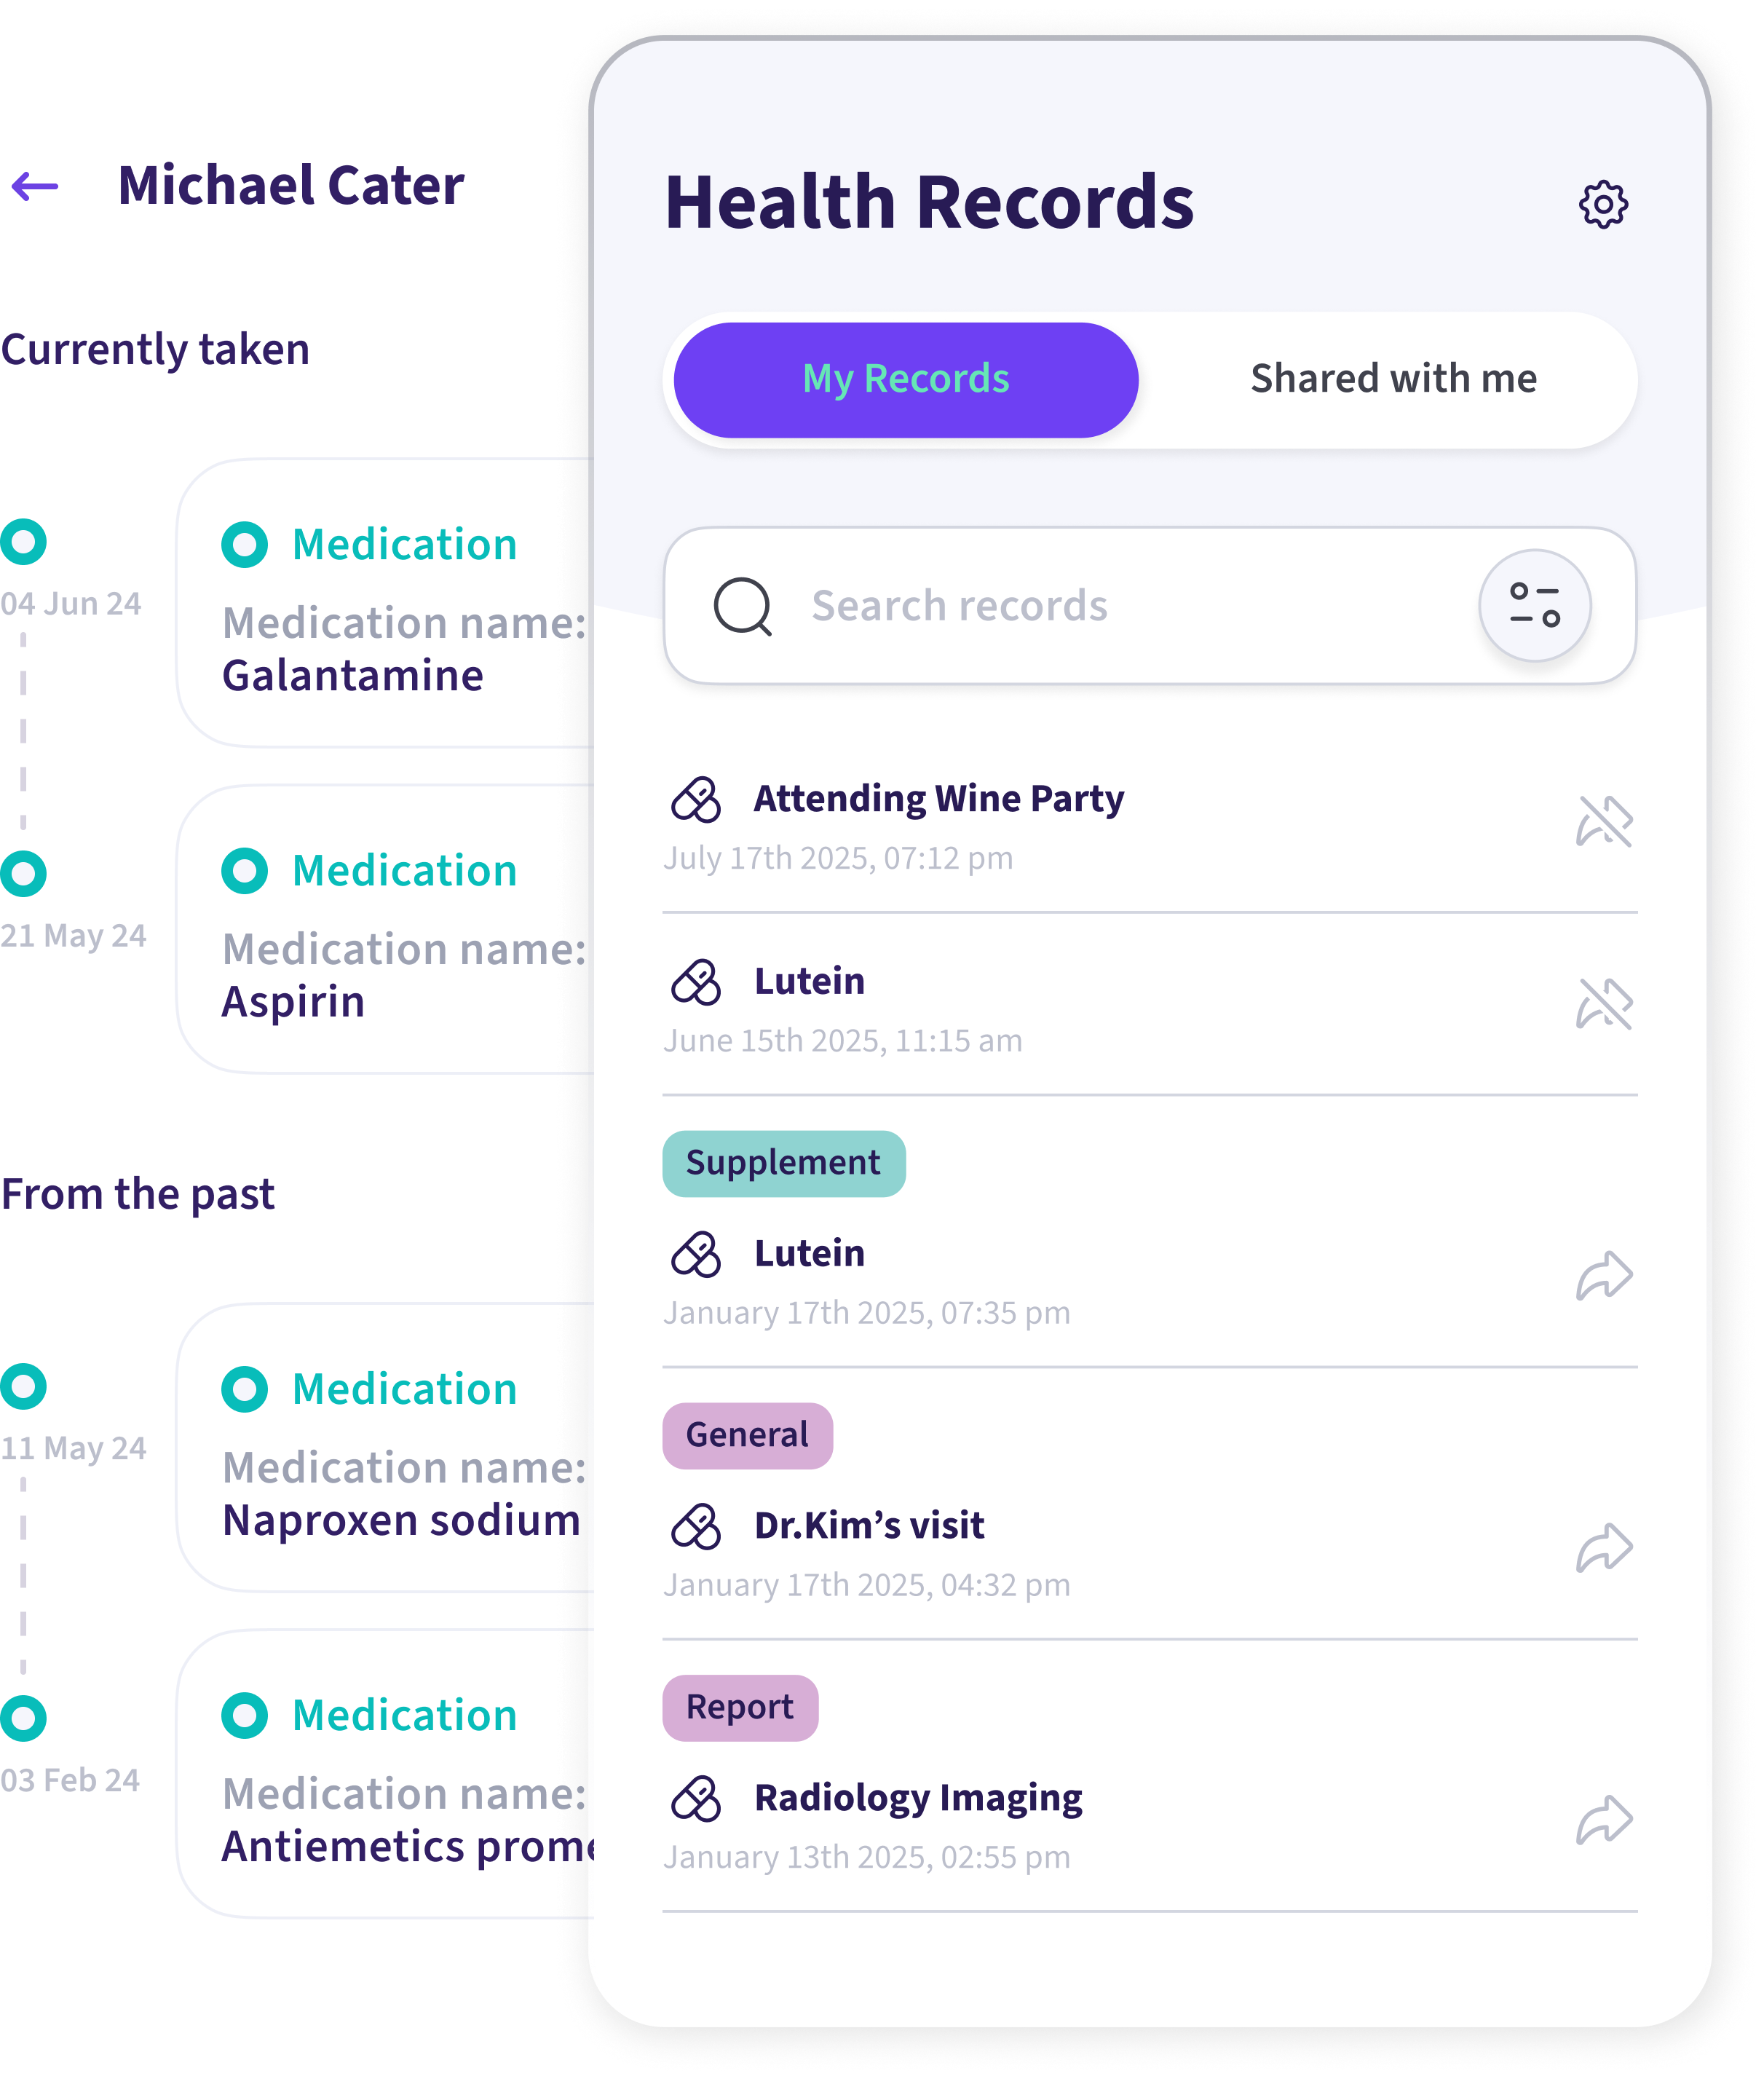 Michael Cater
Currently taken
04 Jun 24
Medication
Medication name:
Galantamine
21 May 24
Medication
Medication name:
Aspirin
From the past
11 May 24
Medication
Medication name:
Naproxen sodium
03 Feb 24
Medication
Medication name:
Antiemetics
Health Records
My Records
Shared with me
Search records
Attending Wine Party
July 17th 2025, 07:12 pm
Lutein
June 15th 2025, 11:15 am
Supplement
Lutein
January 17th 2025, 07:35 pm
General
Dr.Kim’s visit
January 17th 2025, 04:32 pm
Report
Radiology Imaging
January 13th 2025, 02:55 pm